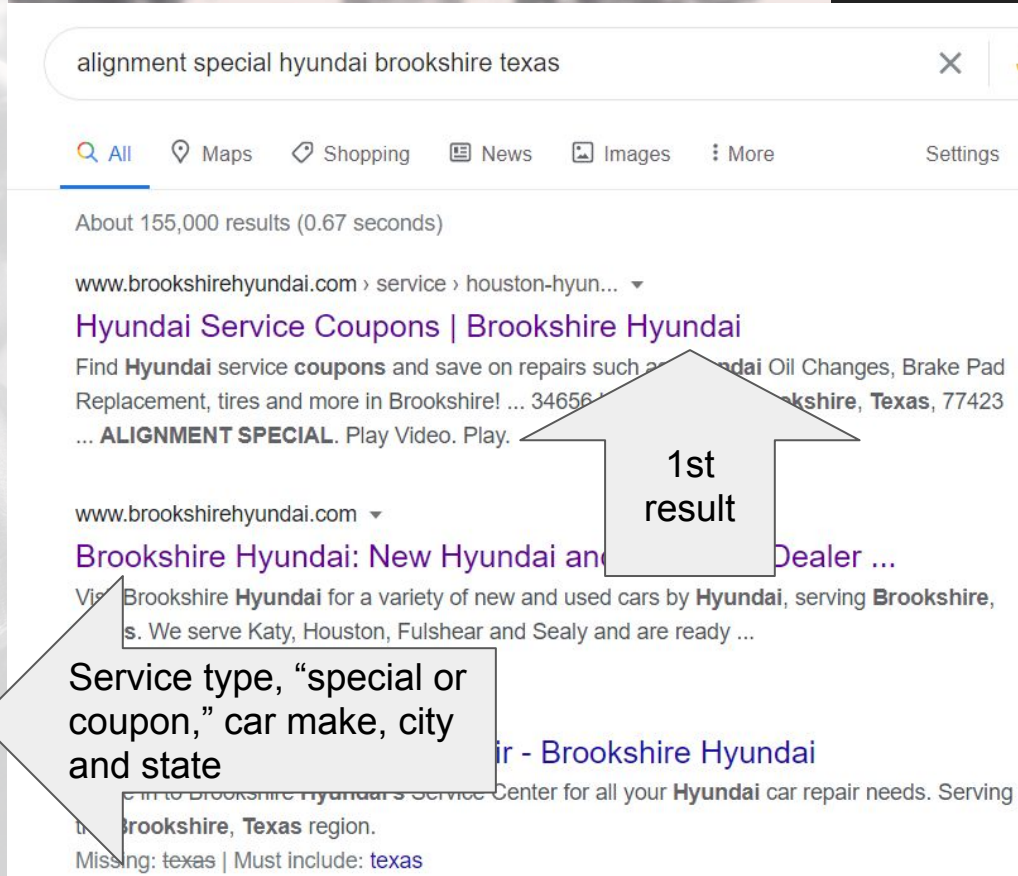 alignment special hyundai brookshire texas
All Maps Shopping News Images More Settings
About 155,000 results (0.67 seconds)
www.brookshirehyundai.com › service › houston-hyun...
Hyundai Service Coupons | Brookshire Hyundai
Find Hyundai service coupons and save on repairs such Oil Changes, Brake Pad
Replacement, tires and more in Brookshire! ... 34656 Texas, 77423
... ALIGNMENT SPECIAL. Play Video. Play.
1st
result
www.brookshirehyundai.com
Brookshire Hyundai: New Hyundai Dealer ...
Brookshire Hyundai for a variety of new and used cars by Hyundai, serving Brookshire,
We serve Katy, Houston, Fulshear and Sealy and are ready ...
Service type, “special or
coupon,” car make, city
and state
- Brookshire Hyundai
Center for all your Hyundai car repair needs. Serving
Brookshire, Texas region.
Missing: texas | Must include: texas